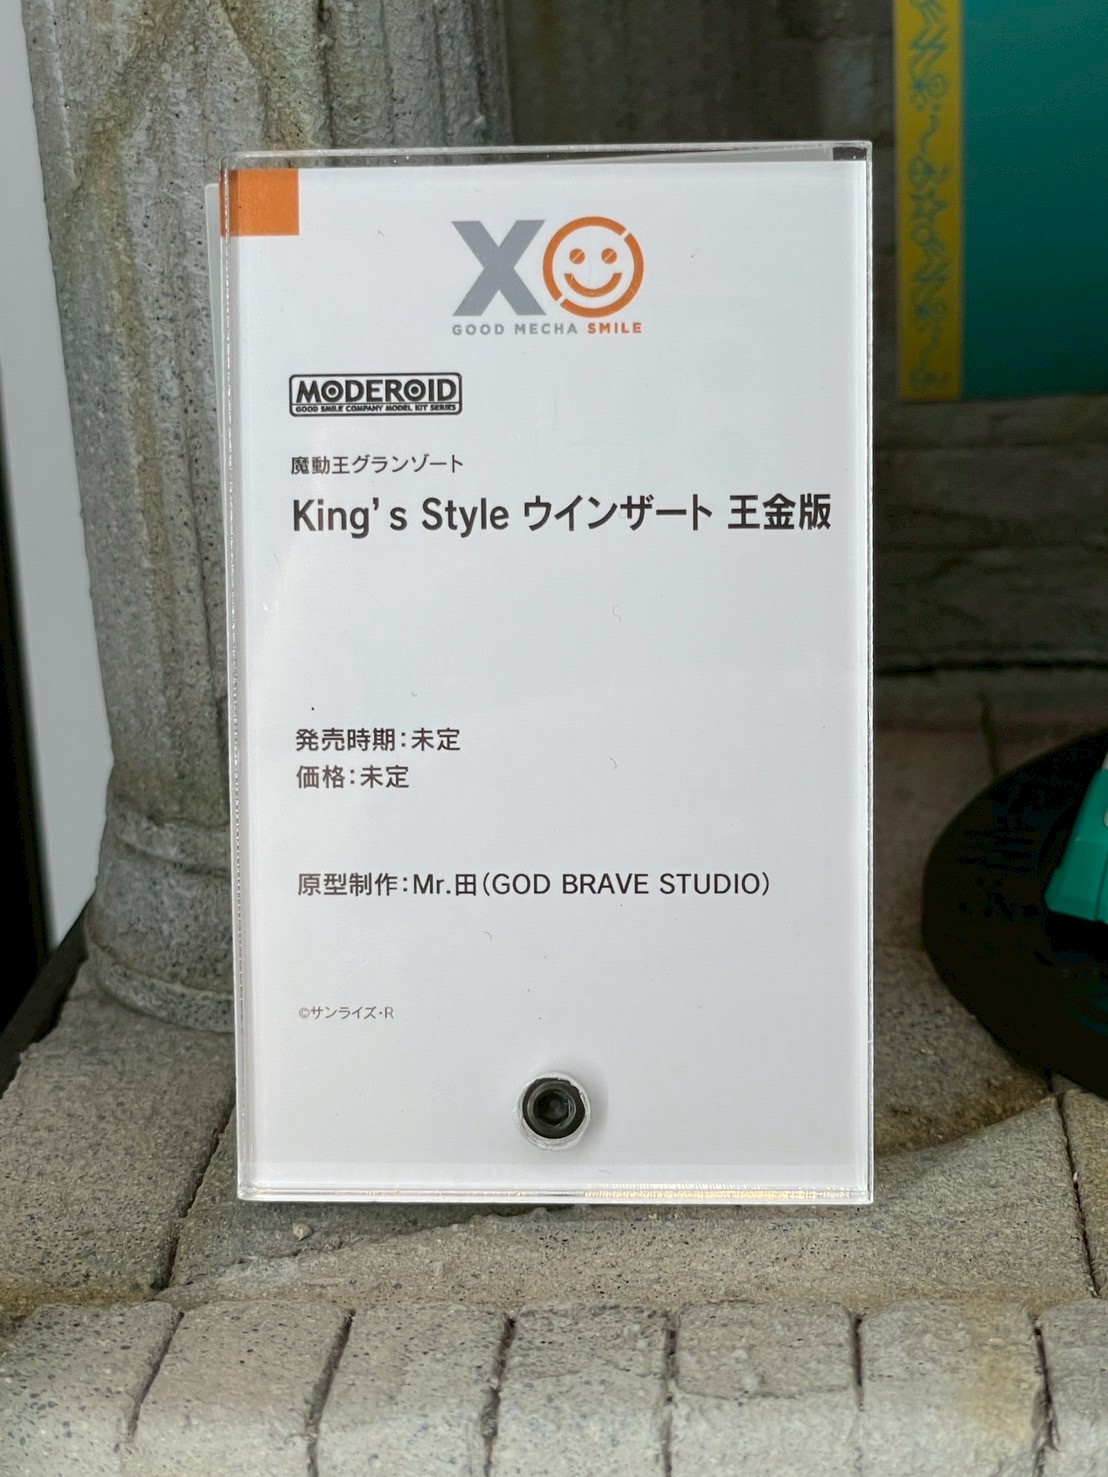 XO
GOOD MECHA SMILE
MODEROID
GOOD SMILE COMPANY MODEL KIT SERIES
魔動王グランゾート
King's Style ウインザート 王金版
発売時期：未定
価格：未定
原型制作：Mr.田（GOD BRAVE STUDIO）
©サンライズ・R